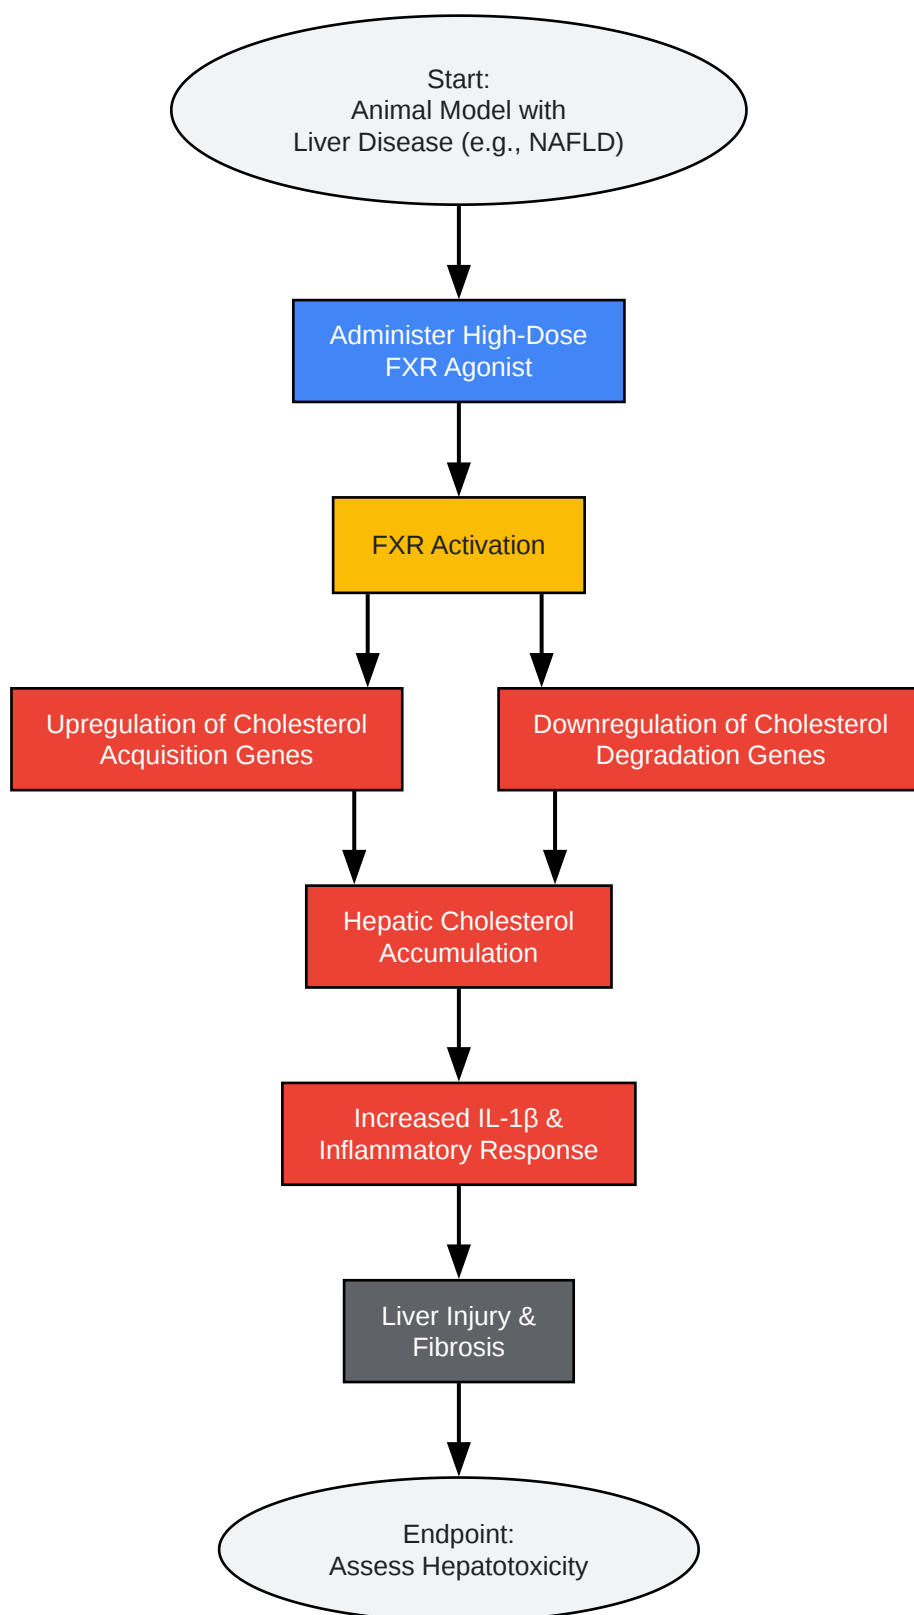 Start:
Animal Model with
Liver Disease (e.g., NAFLD)
Administer High-Dose
FXR Agonist
FXR Activation
Upregulation of Cholesterol
Acquisition Genes
Downregulation of Cholesterol
Degradation Genes
Hepatic Cholesterol
Accumulation
Increased IL-1β &
Inflammatory Response
Liver Injury &
Fibrosis
Endpoint:
Assess Hepatotoxicity